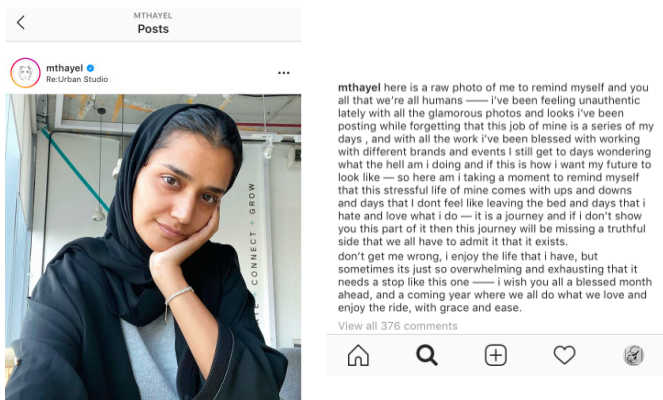 MTHAYEL
Posts
mthayel
Re:Urban Studio
CONNECT + GROW
mthayel here is a raw photo of me to remind myself and you
all that we're all humans —— i've been feeling unauthentic
lately with all the glamorous photos and looks i've been
posting while forgetting that this job of mine is a series of my
days , and with all the work i've been blessed with working
with different brands and events I still get to days wondering
what the hell am i doing and if this is how i want my future to
look like — so here am i taking a moment to remind myself
that this stressful life of mine comes with ups and downs
and days that I dont feel like leaving the bed and days that i
hate and love what i do — it is a journey and if i don't show
you this part of it then this journey will be missing a truthful
side that we all have to admit it that it exists.
don't get me wrong, i enjoy the life that i have, but
sometimes its just so overwhelming and exhausting that it
needs a stop like this one —— i wish you all a blessed month
ahead, and a coming year where we all do what we love and
enjoy the ride, with grace and ease.
View all 376 comments